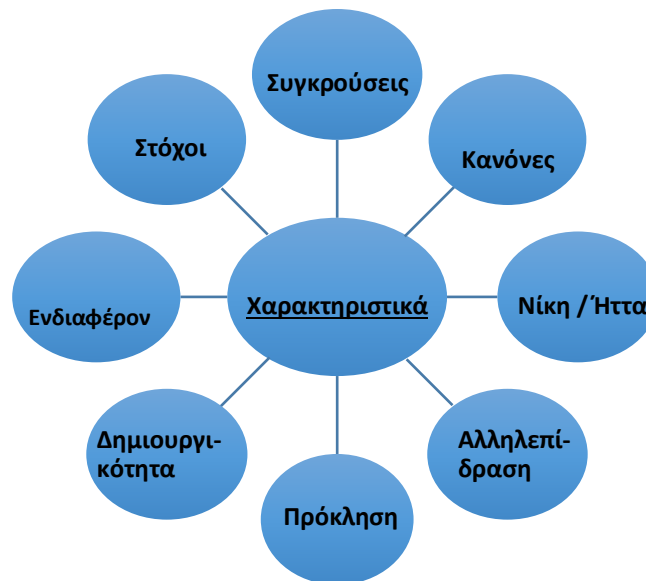 Συγκρούσεις
Στόχοι
Κανόνες
Χαρακτηριστικά
Ενδιαφέρον
Νίκη / Ήττα
Δημιουργι-
κότητα
Αλληλεπί-
δραση
Πρόκληση